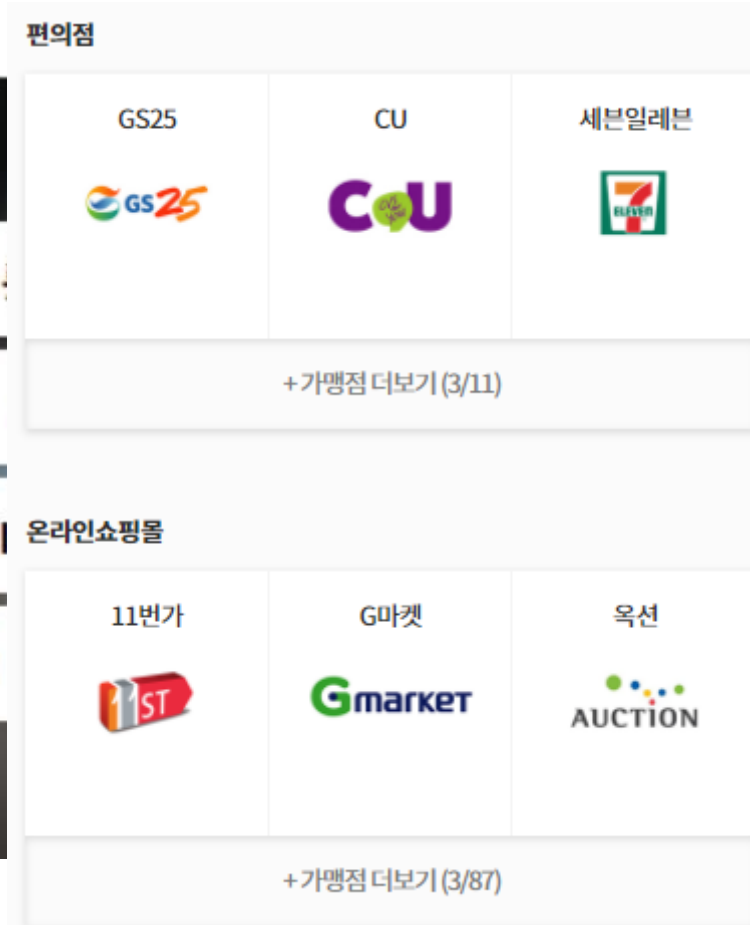 편의점
GS25 CU 세븐일레븐
GS25 CU 7 ELEVEN
+ 가맹점 더보기 (3/11)
온라인쇼핑몰
11번가 G마켓 옥션
11ST Gmarket AUCTION
+ 가맹점 더보기 (3/87)